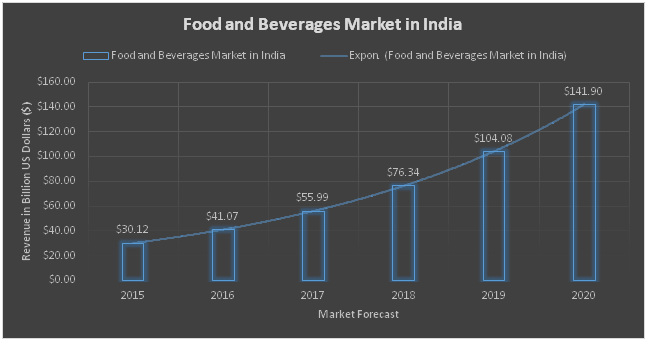 Food and Beverages Market in India
Food and Beverages Market in India
Expon. (Food and Beverages Market in India)
Revenue in Billion US Dollars ($)
$160.00
$140.00
$120.00
$100.00
$80.00
$60.00
$40.00
$20.00
$0.00
$30.12
$41.07
$55.99
$76.34
$104.08
$141.90
2015 2016 2017 2018 2019 2020
Market Forecast